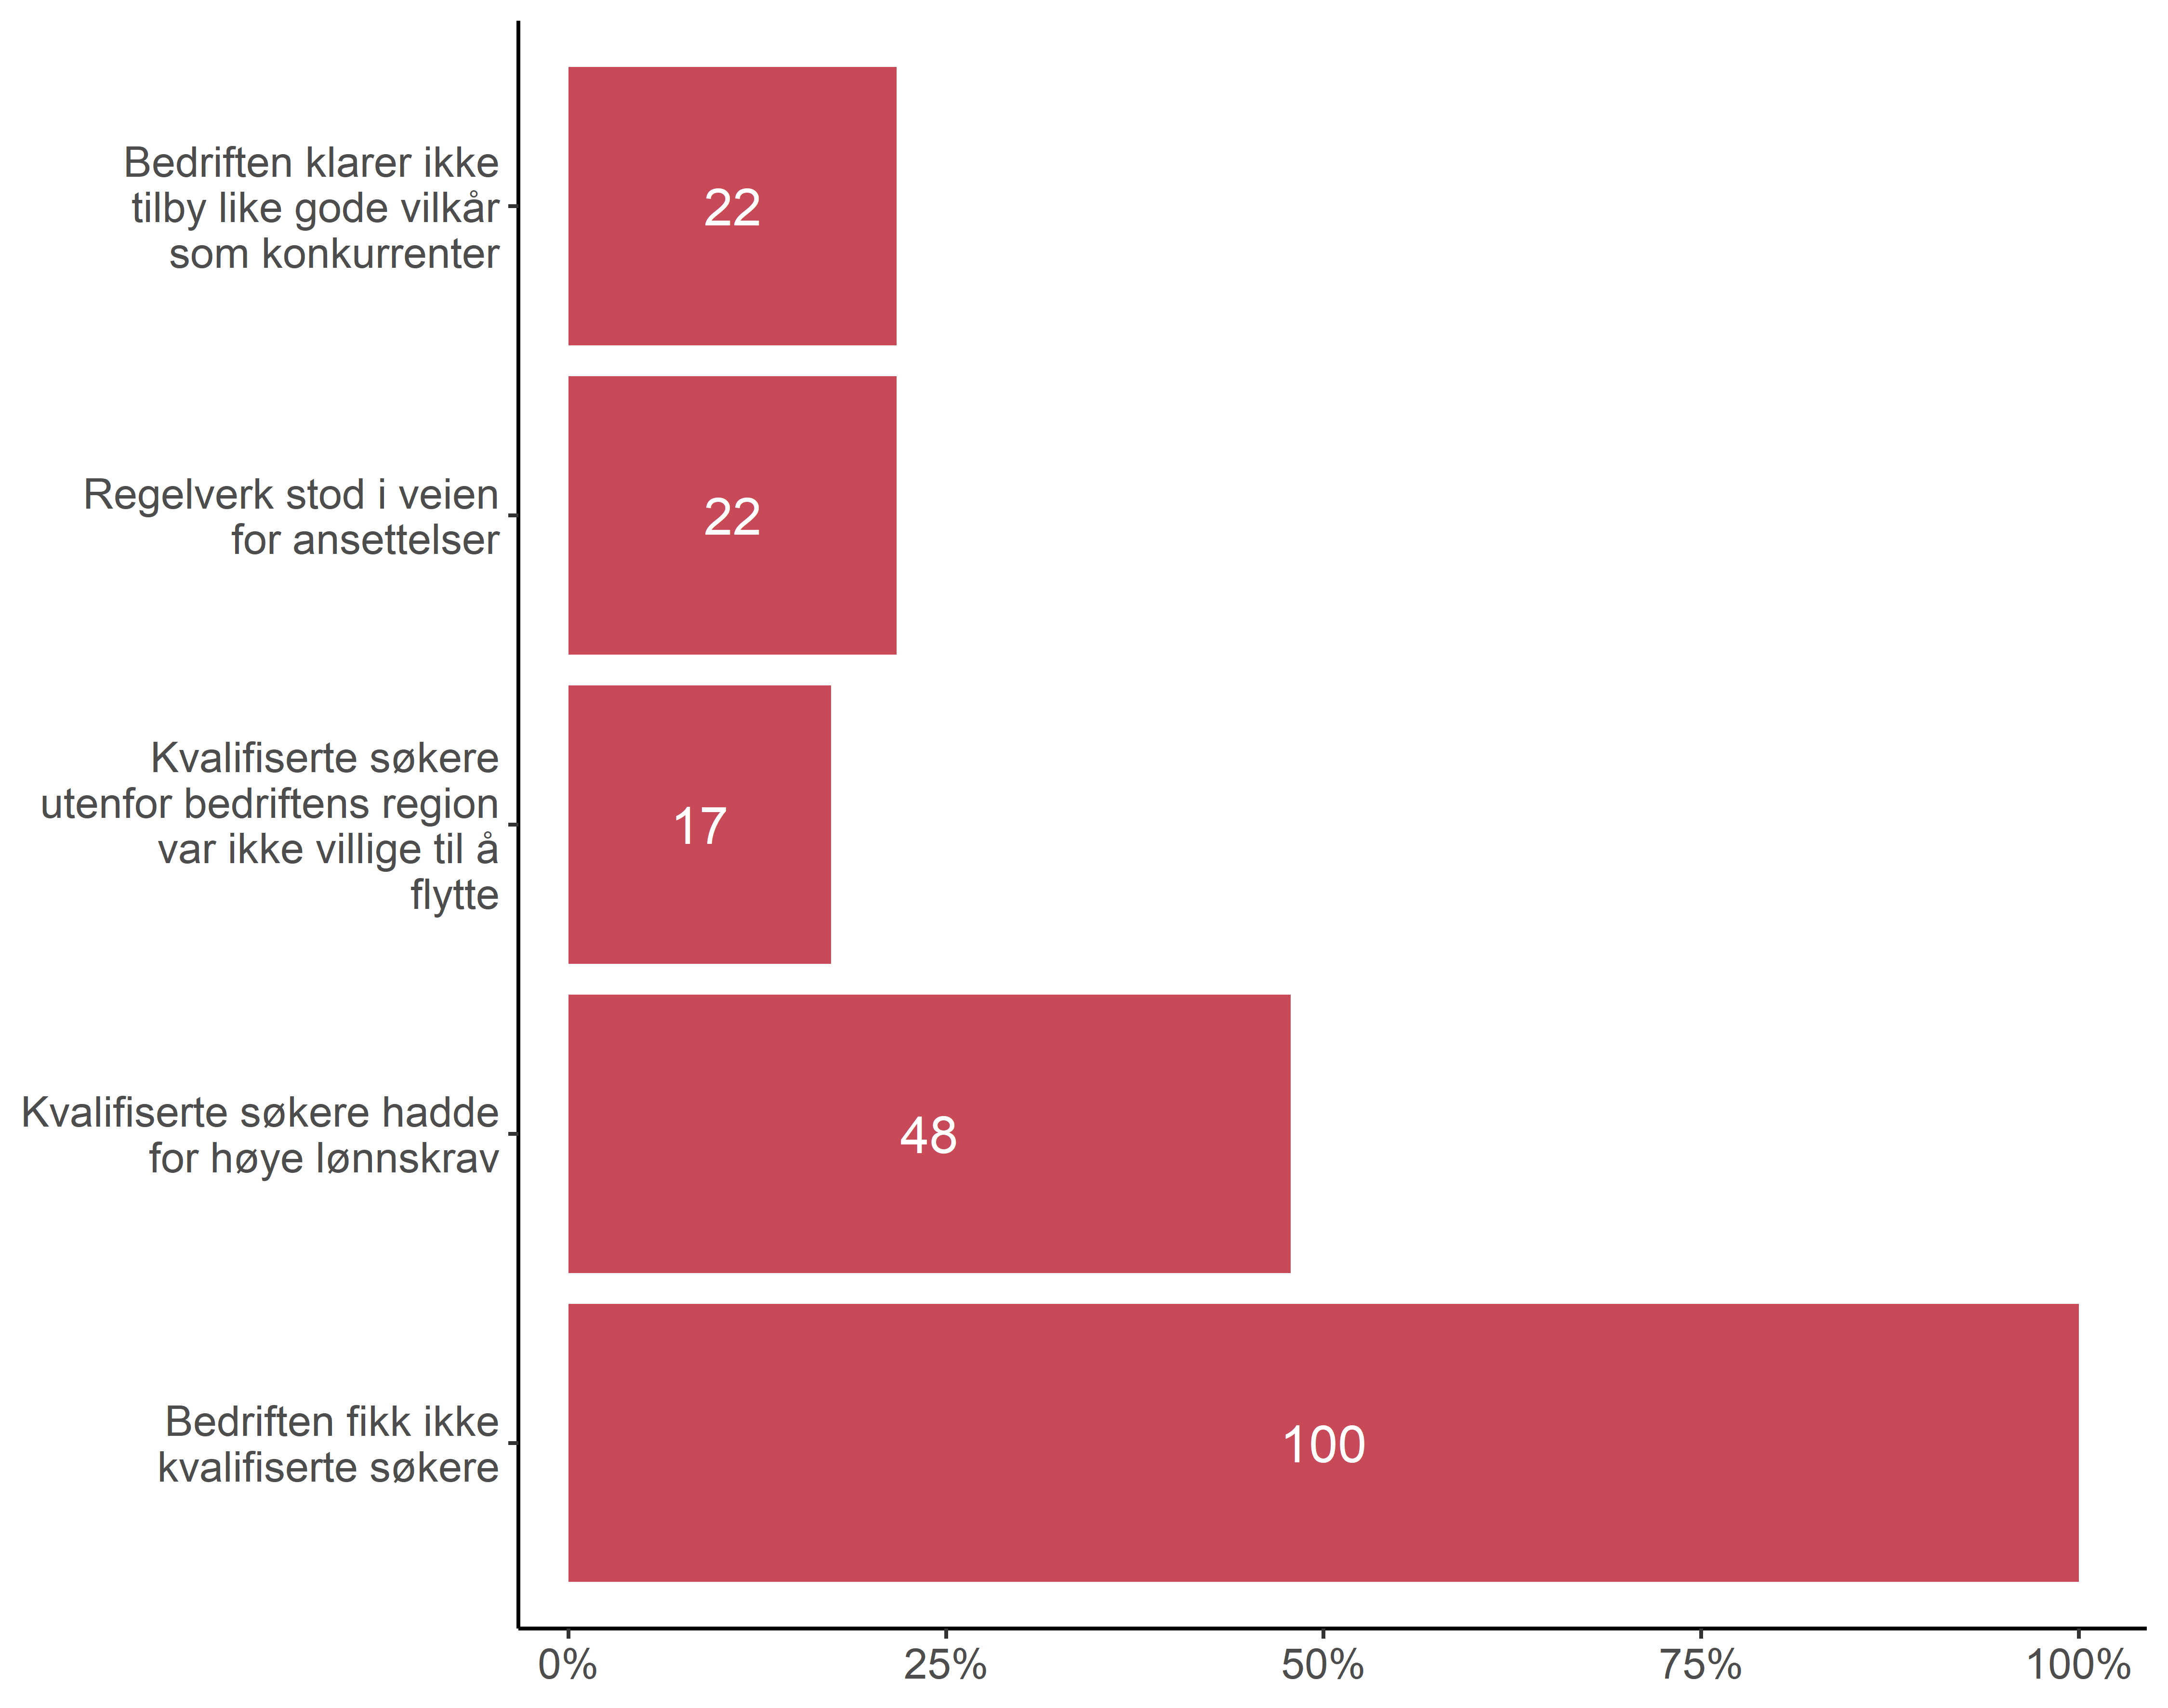 Bedriften klarer ikke
tilby like gode vilkår
som konkurrenter
22
Regelverk stod i veien
for ansettelser
22
Kvalifiserte søkere
utenfor bedriftens region
var ikke villige til å
flytte
17
Kvalifiserte søkere hadde
for høye lønnskrav
48
Bedriften fikk ikke
kvalifiserte søkere
100
0% 25% 50% 75% 100%